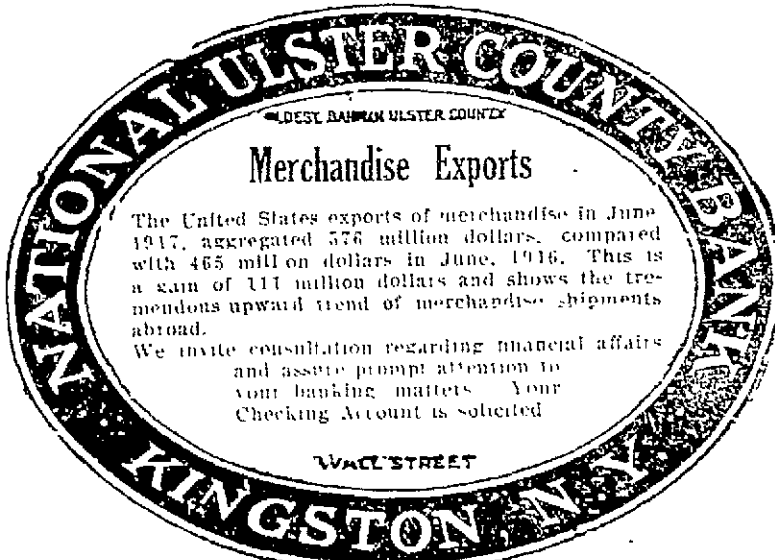 NATIONAL ULSTER COUNTY BANK
OLDEST BANK IN ULSTER COUNTY
Merchandise Exports
The United States exports of merchandise in June
1917, aggregated 576 million dollars, compared
with 465 million dollars in June, 1916. This is
a gain of 111 million dollars and shows the tre-
mendous upward trend of merchandise shipments
abroad.
We invite consultation regarding financial affairs
and assure prompt attention to
your banking matters. Your
Checking Account is solicited
WALL STREET
KINGSTON, N. Y.